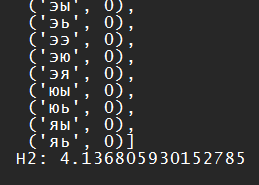 ('эы', 0),
('эь', 0),
('ээ', 0),
('эю', 0),
('эя', 0),
('юы', 0),
('юь', 0),
('яы', 0),
('яь', 0)]
H2: 4.136805930152785